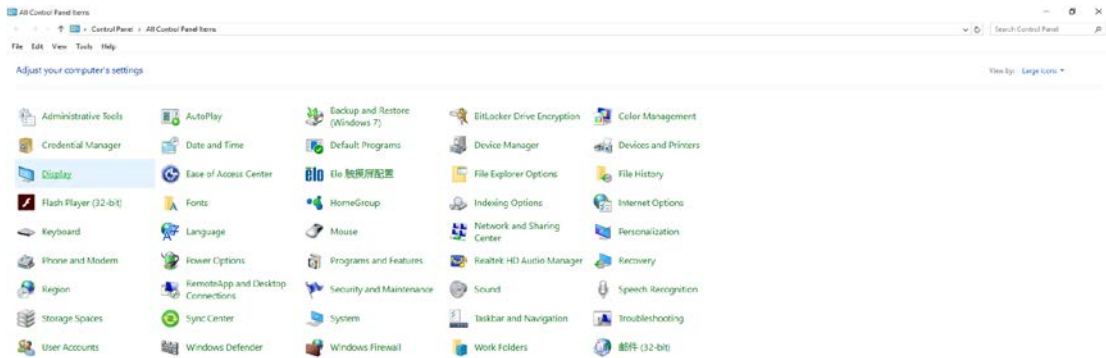 All Control Panel Items
Control Panel › All Control Panel Items
Search Control Panel
File Edit View Tools Help
Adjust your computer's settings
View by: Large icons
Administrative Tools
AutoPlay
Backup and Restore
(Windows 7)
BitLocker Drive Encryption
Color Management
Credential Manager
Date and Time
Default Programs
Device Manager
Devices and Printers
Display
Ease of Access Center
elo
Elo 触摸屏配置
File Explorer Options
File History
Flash Player (32-bit)
Fonts
HomeGroup
Indexing Options
Internet Options
Keyboard
Language
Mouse
Network and Sharing
Center
Personalization
Phone and Modem
Power Options
Programs and Features
Realtek HD Audio Manager
Recovery
Region
RemoteApp and Desktop
Connections
Security and Maintenance
Sound
Speech Recognition
Storage Spaces
Sync Center
System
Taskbar and Navigation
Troubleshooting
User Accounts
Windows Defender
Windows Firewall
Work Folders
邮件 (32-bit)